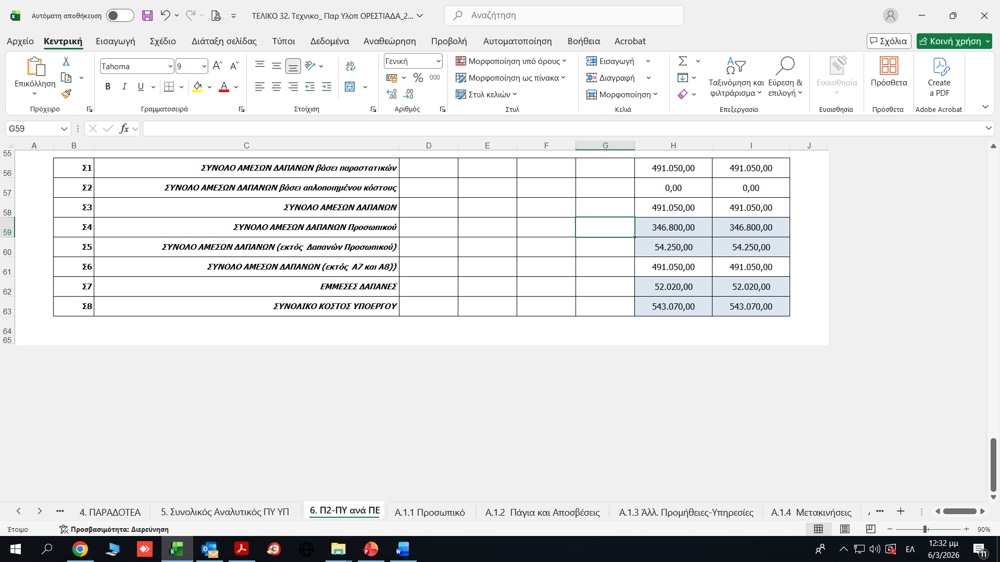 Αυτόματη αποθήκευση ΤΕΛΙΚΟ 32. Τεχνικο_ Παρ Υλοπ ΟΡΕΣΤΙΑΔΑ_2... Αναζήτηση
Αρχείο Κεντρική Εισαγωγή Σχέδιο Διάταξη σελίδας Τύποι Δεδομένα Αναθεώρηση Προβολή Αυτοματοποίηση Βοήθεια Acrobat Σχόλια Κοινή χρήση
Επικόλληση Tahoma 9 Γενική Μορφοποίηση υπό όρους Εισαγωγή
Μορφοποίηση ως πίνακα Διαγραφή
Στυλ κελιών Μορφοποίηση
Ταξινόμηση και φιλτράρισμα Εύρεση & επιλογή Ευαισθησία Πρόσθετα Create a PDF
Πρόχειρο Γραμματοσειρά Στοίχιση Αριθμός Στυλ Κελιά Επεξεργασία Ευαισθησία Πρόσθετα Adobe Acrobat
G59 fx
A B C D E F G H I J
55
56 Σ1 ΣΥΝΟΛΟ ΑΜΕΣΩΝ ΔΑΠΑΝΩΝ βάσει παραστατικών 491.050,00 491.050,00
57 Σ2 ΣΥΝΟΛΟ ΑΜΕΣΩΝ ΔΑΠΑΝΩΝ βάσει απλοποιημένου κόστους 0,00 0,00
58 Σ3 ΣΥΝΟΛΟ ΑΜΕΣΩΝ ΔΑΠΑΝΩΝ 491.050,00 491.050,00
59 Σ4 ΣΥΝΟΛΟ ΑΜΕΣΩΝ ΔΑΠΑΝΩΝ Προσωπικού 346.800,00 346.800,00
60 Σ5 ΣΥΝΟΛΟ ΑΜΕΣΩΝ ΔΑΠΑΝΩΝ (εκτός Δαπανών Προσωπικού) 54.250,00 54.250,00
61 Σ6 ΣΥΝΟΛΟ ΑΜΕΣΩΝ ΔΑΠΑΝΩΝ (εκτός Α7 και Α8)) 491.050,00 491.050,00
62 Σ7 ΕΜΜΕΣΕΣ ΔΑΠΑΝΕΣ 52.020,00 52.020,00
63 Σ8 ΣΥΝΟΛΙΚΟ ΚΟΣΤΟΣ ΥΠΟΕΡΓΟΥ 543.070,00 543.070,00
64
65
4. ΠΑΡΑΔΟΤΕΑ 5. Συνολικός Αναλυτικός ΠΥ ΥΠ 6. Π2-ΠΥ ανά ΠΕ Α.1.1 Προσωπικό Α.1.2 Πάγια και Αποσβέσεις Α.1.3 Άλλ. Προμήθειες-Υπηρεσίες Α.1.4 Μετακινήσεις
Έτοιμο Προσβασιμότητα: Διερεύνηση 90%
ΕΛ 12:32 μμ
6/3/2026 11